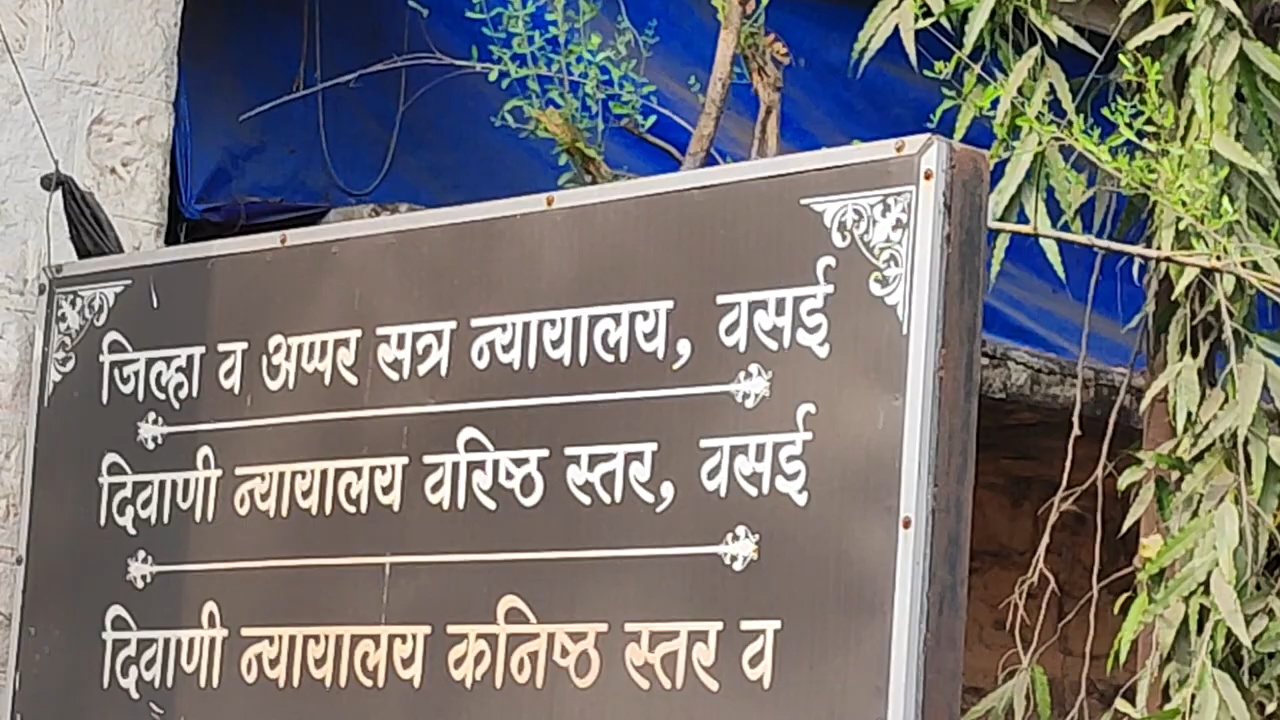 जिल्हा व अप्पर सत्र न्यायालय, वसई
दिवाणी न्यायालय वरिष्ठ स्तर, वसई
दिवाणी न्यायालय कनिष्ठ स्तर व